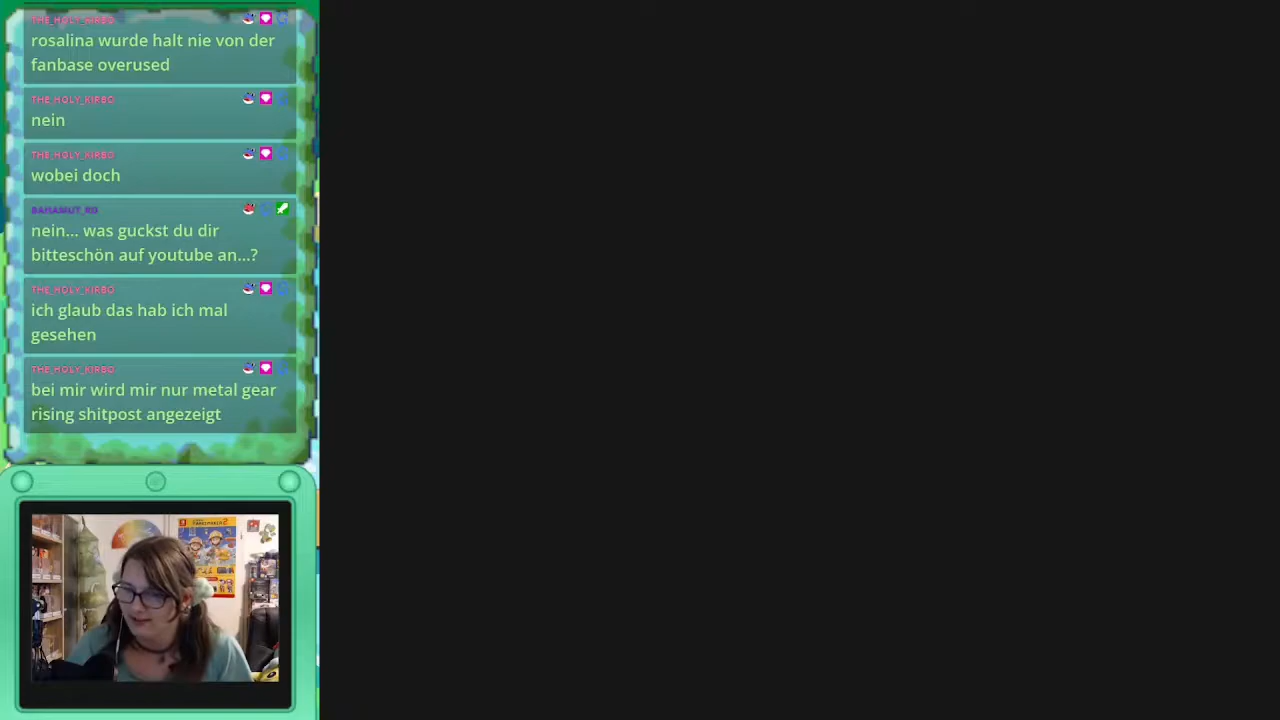 THE_HOLY_KIRBO
rosalina wurde halt nie von der
fanbase overused
THE_HOLY_KIRBO
nein
THE_HOLY_KIRBO
wobei doch
BAHAMUT_RD
nein... was guckst du dir
bitteschön auf youtube an...?
THE_HOLY_KIRBO
ich glaub das hab ich mal
gesehen
THE_HOLY_KIRBO
bei mir wird mir nur metal gear
rising shitpost angezeigt